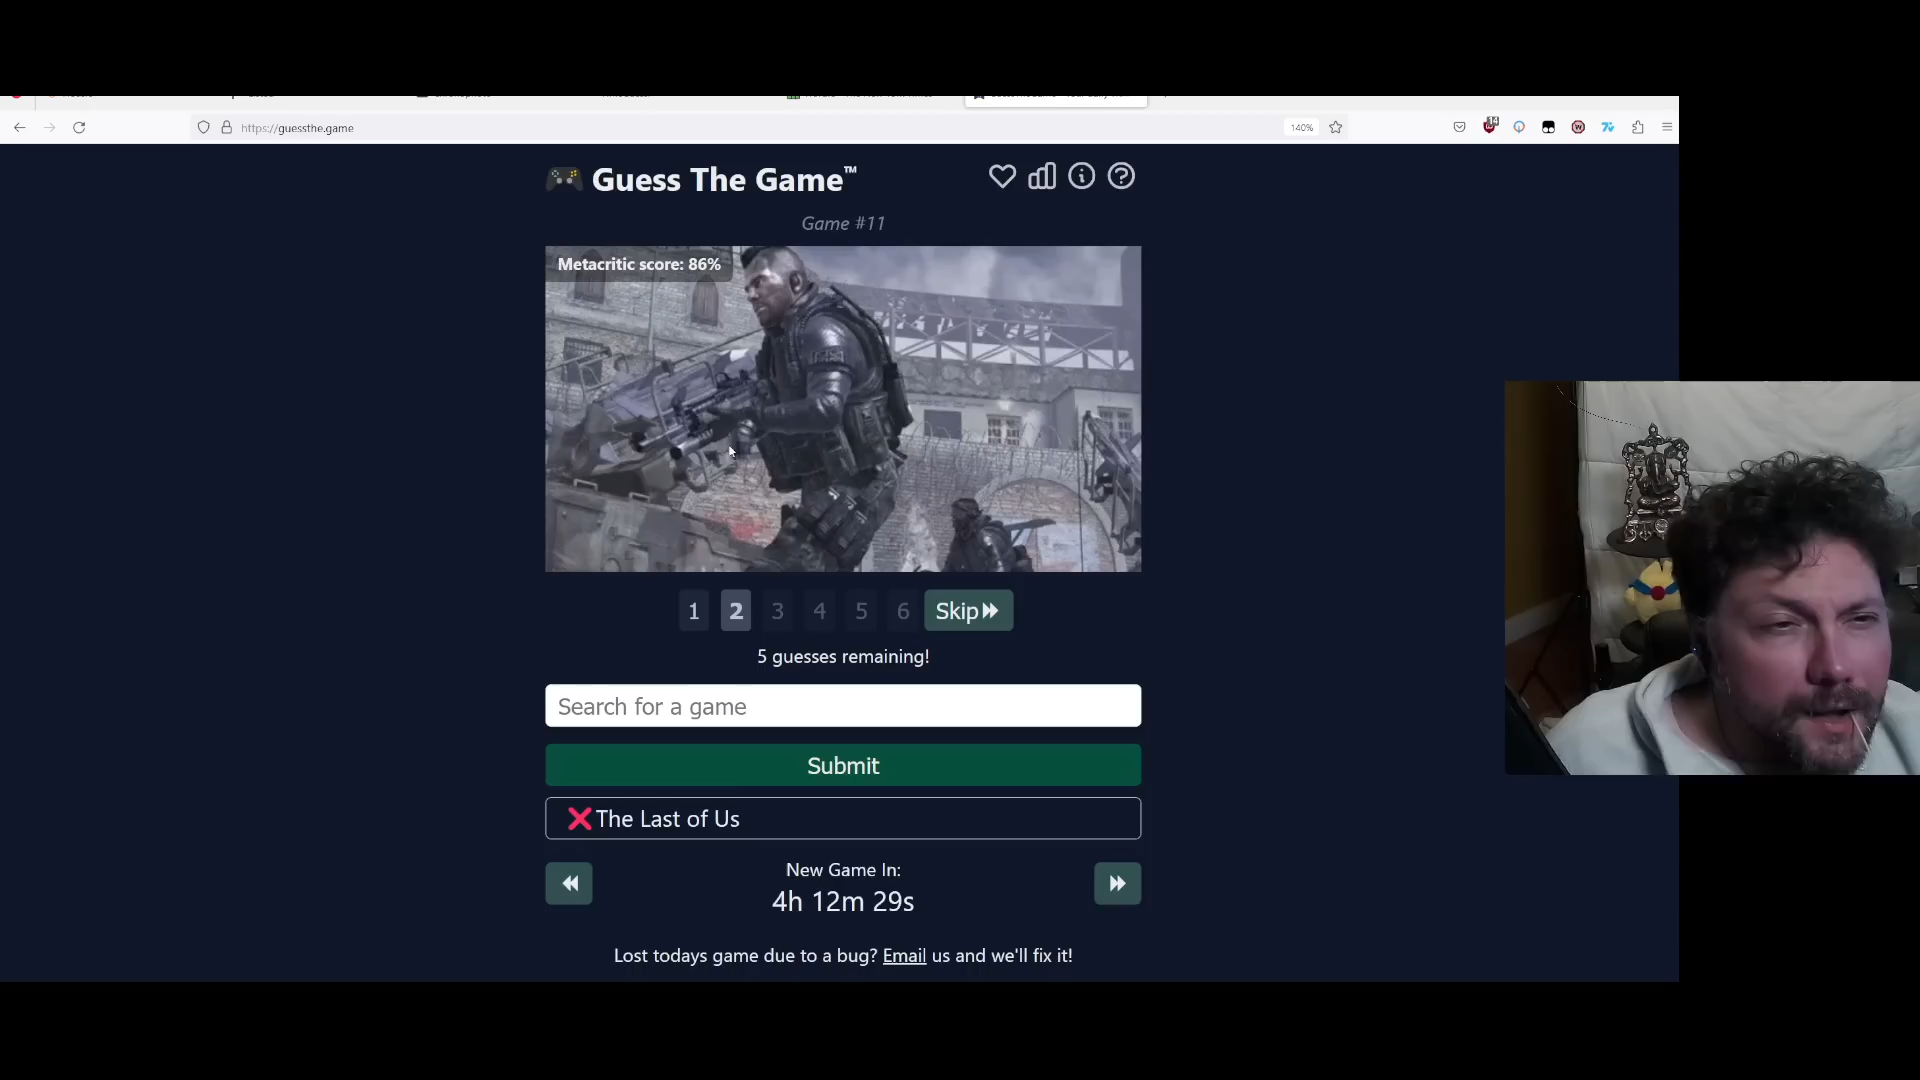 https://guessthe.game
140%
Guess The Game™
Game #11
Metacritic score: 86%
1 2 3 4 5 6 Skip
5 guesses remaining!
Search for a game
Submit
The Last of Us
New Game In:
4h 12m 29s
Lost todays game due to a bug? Email us and we'll fix it!